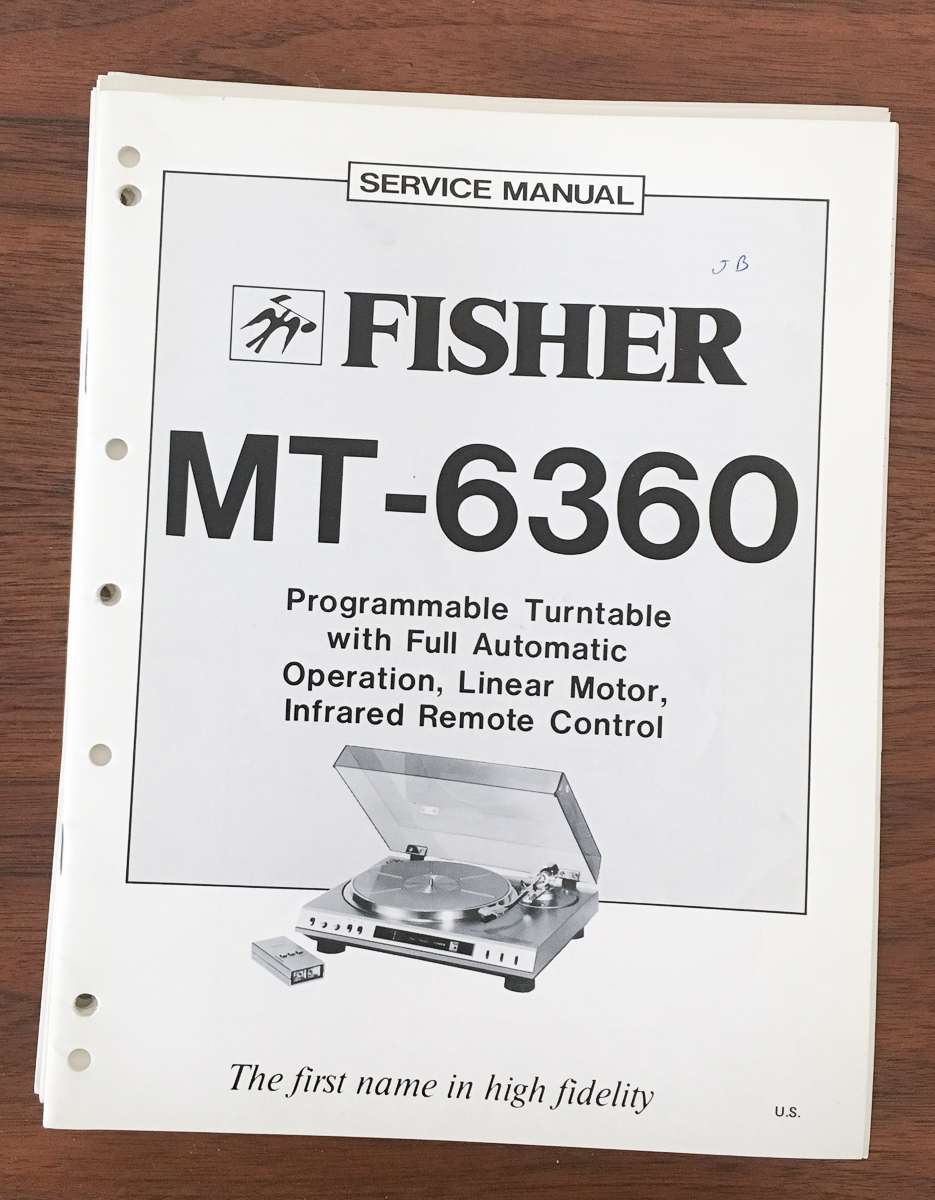 SERVICE MANUAL
JB
FISHER
MT-6360
Programmable Turntable
with Full Automatic
Operation, Linear Motor,
Infrared Remote Control
The first name in high fidelity
U.S.